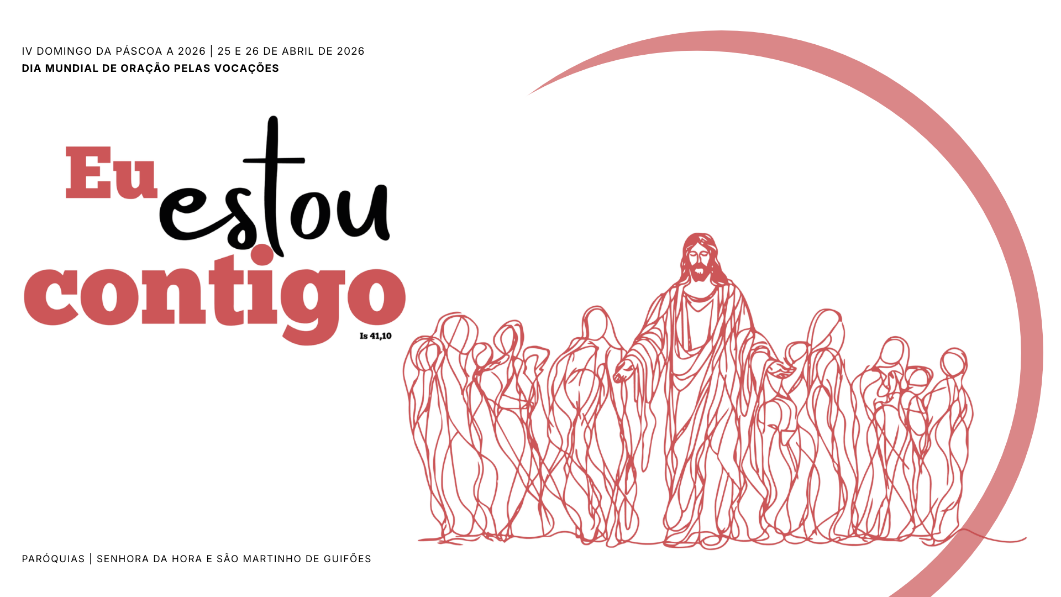 IV DOMINGO DA PÁSCOA A 2026 | 25 E 26 DE ABRIL DE 2026
DIA MUNDIAL DE ORAÇÃO PELAS VOCAÇÕES
Eu
estou
contigo
Is 41,10
PARÓQUIAS | SENHORA DA HORA E SÃO MARTINHO DE GUIFÕES